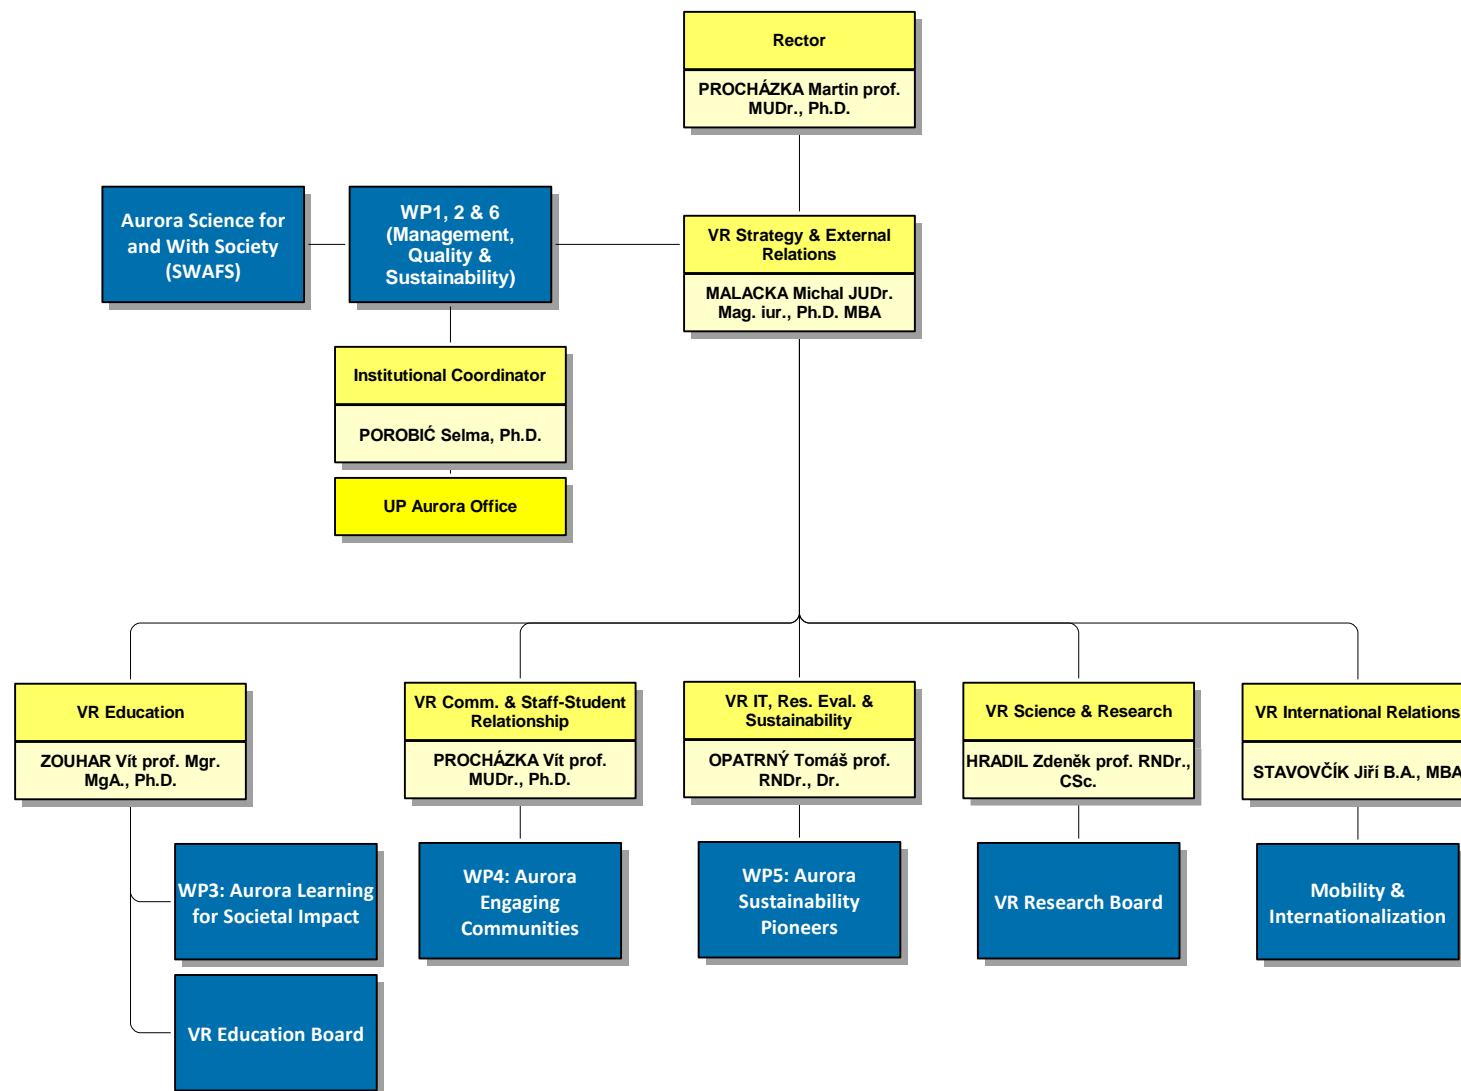 Rector
PROCHÁZKA Martin prof.
MUDr., Ph.D.
Aurora Science for
and With Society
(SWAFS)
WP1, 2 & 6
(Management,
Quality &
Sustainability)
VR Strategy & External
Relations
MALACKA Michal JUDr.
Mag. iur., Ph.D. MBA
Institutional Coordinator
POROBIĆ Selma, Ph.D.
UP Aurora Office
VR Education
ZOUHAR Vít prof. Mgr.
MgA., Ph.D.
VR Comm. & Staff-Student
Relationship
PROCHÁZKA Vít prof.
MUDr., Ph.D.
VR IT, Res. Eval. &
Sustainability
OPATRNÝ Tomáš prof.
RNDr., Dr.
VR Science & Research
HRADIL Zdeněk prof. RNDr.,
CSc.
VR International Relations
STAVOVČÍK Jiří B.A., MBA
WP3: Aurora Learning
for Societal Impact
VR Education Board
WP4: Aurora
Engaging
Communities
WP5: Aurora
Sustainability
Pioneers
VR Research Board
Mobility &
Internationalization